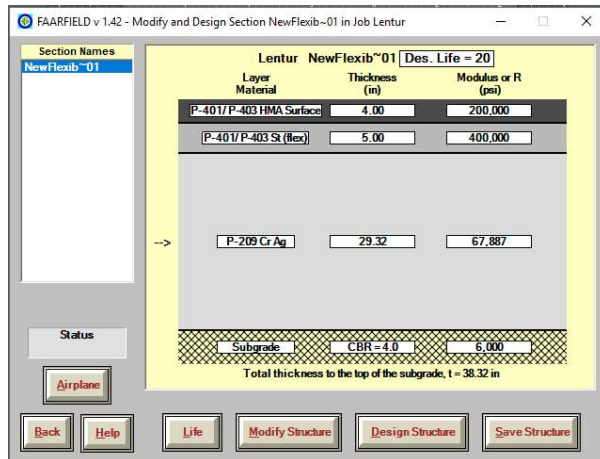 FAARFIELD v 1.42 - Modify and Design Section NewFlexib~01 in Job Lentur
Section Names
NewFlexib~01
Lentur NewFlexib~01 Des. Life = 20
Layer Material Thickness (in) Modulus or R (psi)
P-401/ P-403 HMA Surface 4.00 200,000
P-401/ P-403 St (flex) 5.00 400,000
--> P-209 Cr Ag 29.32 67,887
Subgrade CBR = 4.0 6,000
Total thickness to the top of the subgrade, t = 38.32 in
Status
Airplane
Back Help Life Modify Structure Design Structure Save Structure